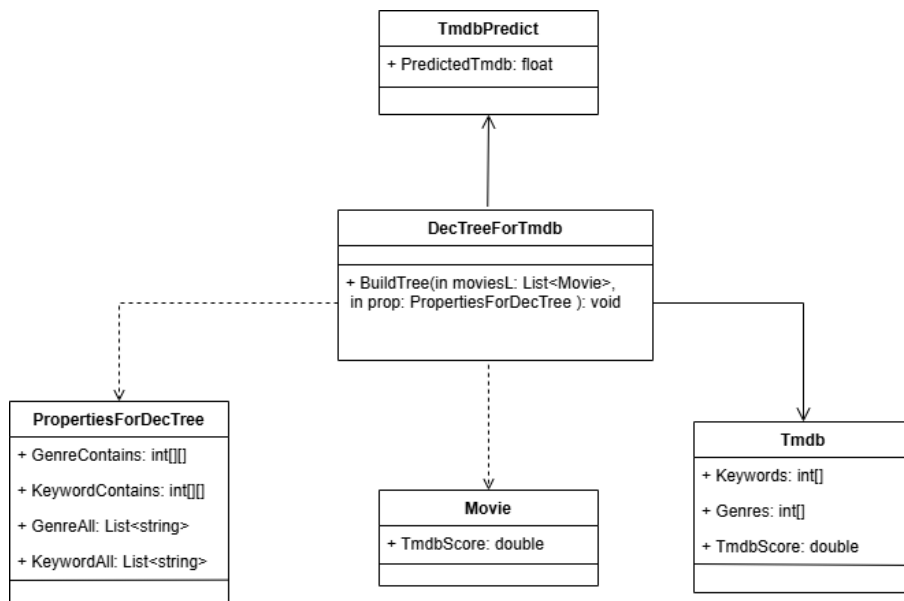 TmdbPredict
+ PredictedTmdb: float
DecTreeForTmdb
+ BuildTree(in moviesL: List<Movie>,
in prop: PropertiesForDecTree ): void
PropertiesForDecTree
+ GenreContains: int[][]
+ KeywordContains: int[][]
+ GenreAll: List<string>
+ KeywordAll: List<string>
Movie
+ TmdbScore: double
Tmdb
+ Keywords: int[]
+ Genres: int[]
+ TmdbScore: double